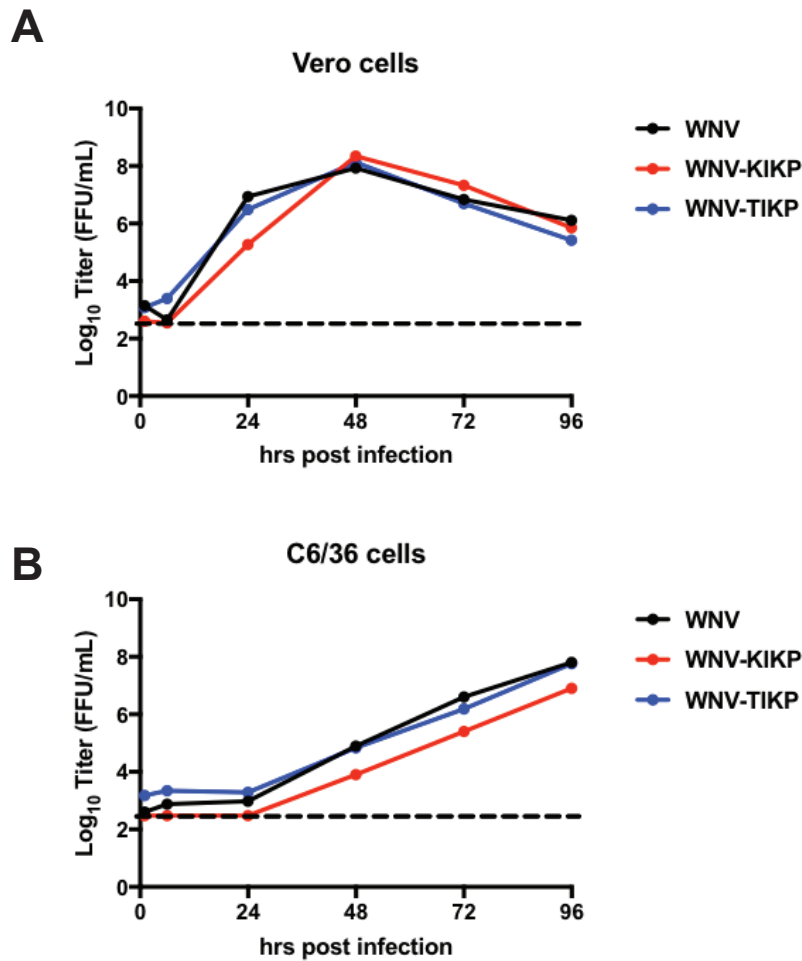 A
Vero cells
10
8
6
4
2
0
Log10 Titer (FFU/mL)
0 24 48 72 96
hrs post infection
WNV
WNV-KIKP
WNV-TIKP
B
C6/36 cells
10
8
6
4
2
0
Log10 Titer (FFU/mL)
0 24 48 72 96
hrs post infection
WNV
WNV-KIKP
WNV-TIKP